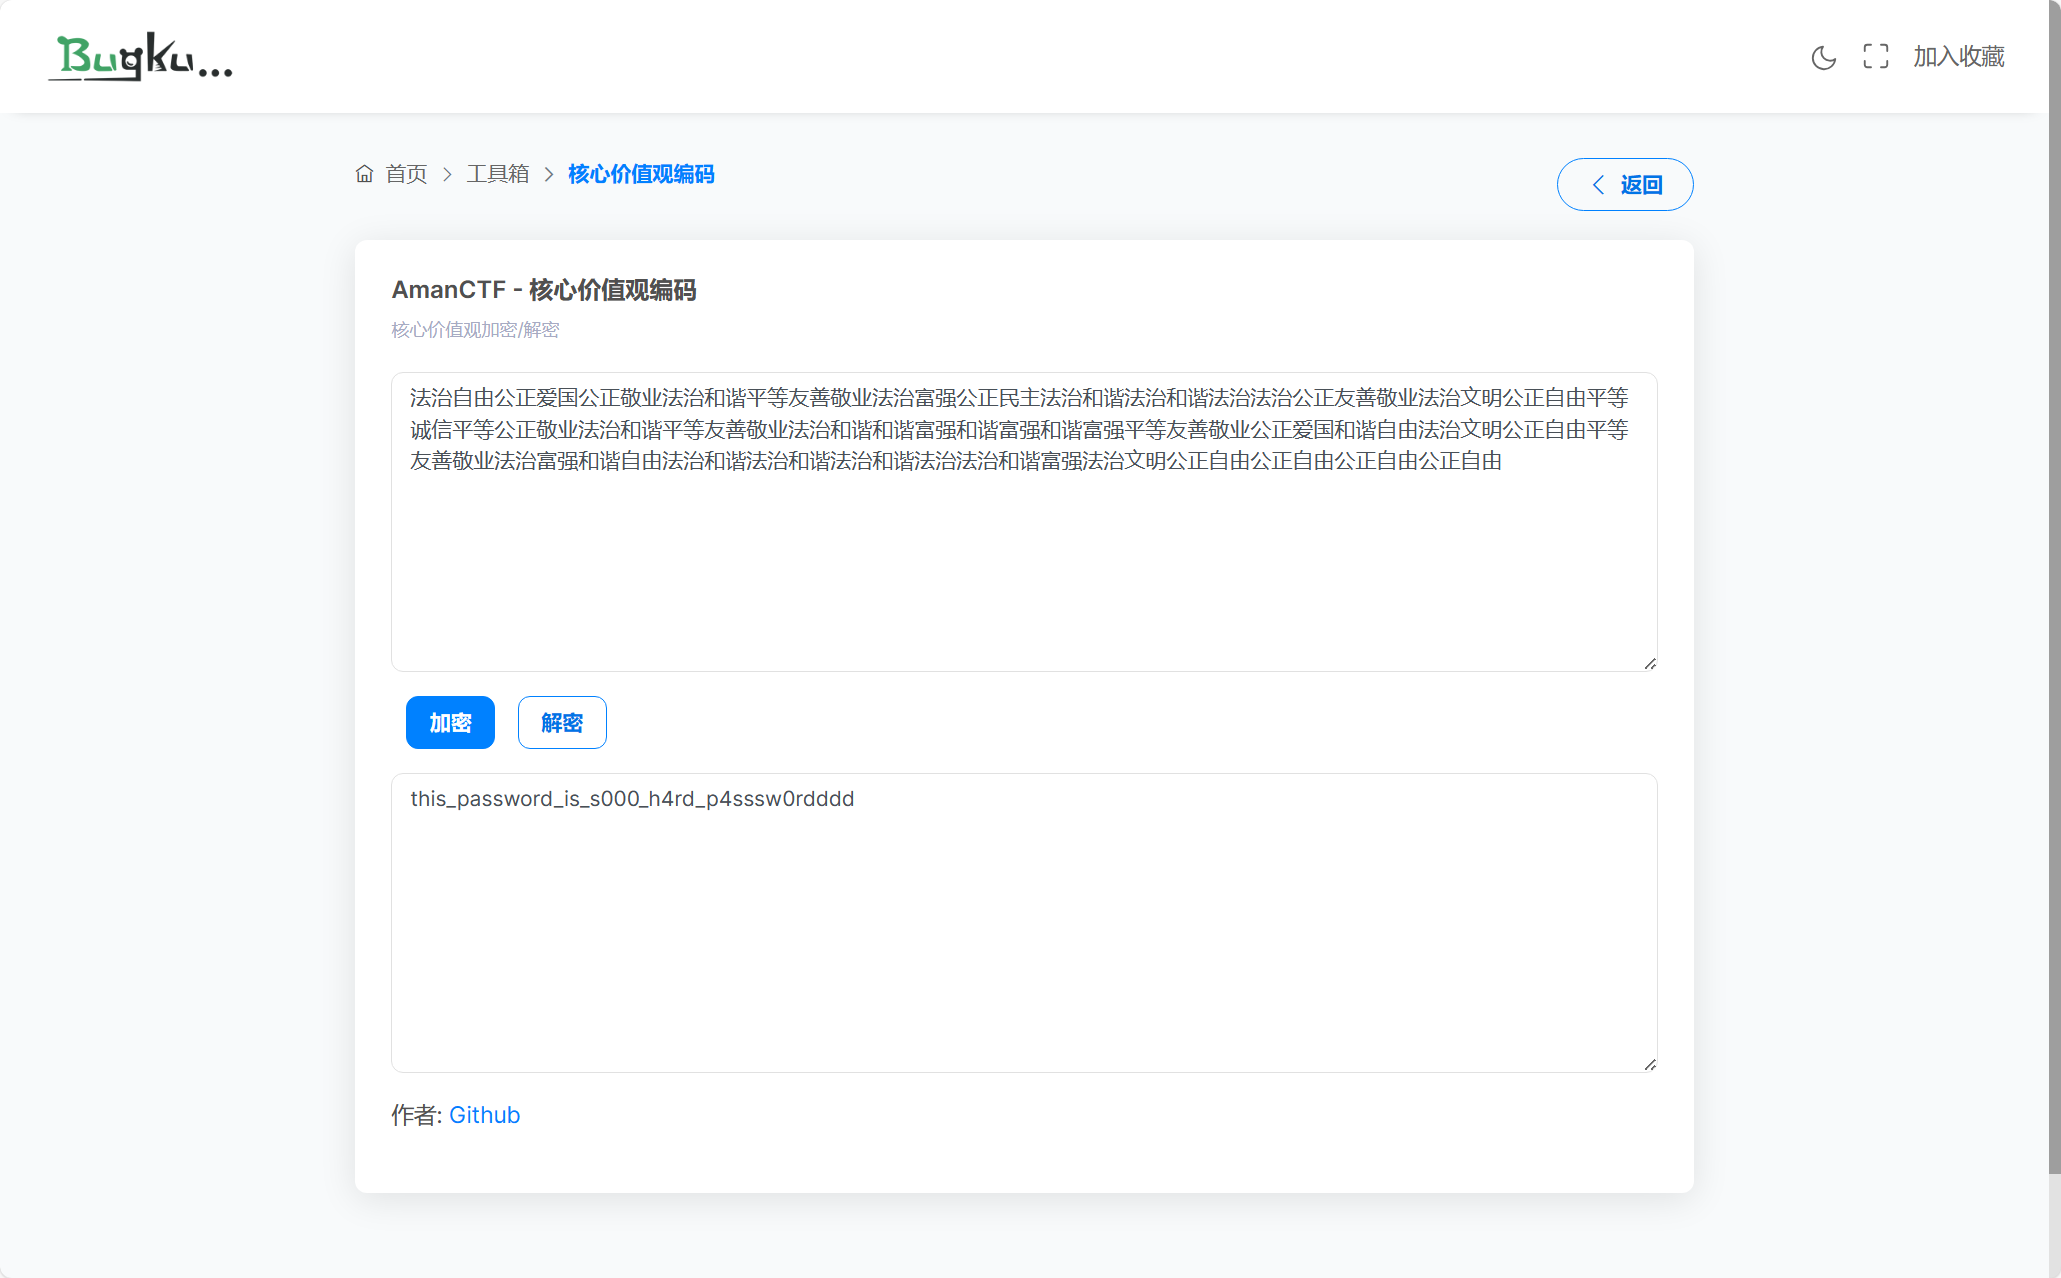 Bugku...
加入收藏
首页 > 工具箱 > 核心价值观编码
返回
AmanCTF - 核心价值观编码
核心价值观加密/解密
法治自由公正爱国公正敬业法治和谐平等友善敬业法治富强公正民主法治和谐法治和谐法治法治公正友善敬业法治文明公正自由平等
诚信平等公正敬业法治和谐平等友善敬业法治和谐和谐富强和谐富强和谐富强平等友善敬业公正爱国和谐自由法治文明公正自由平等
友善敬业法治富强和谐自由法治和谐法治和谐法治和谐法治法治和谐富强法治文明公正自由公正自由公正自由公正自由
加密
解密
this_password_is_s000_h4rd_p4sssw0rdddd
作者: Github